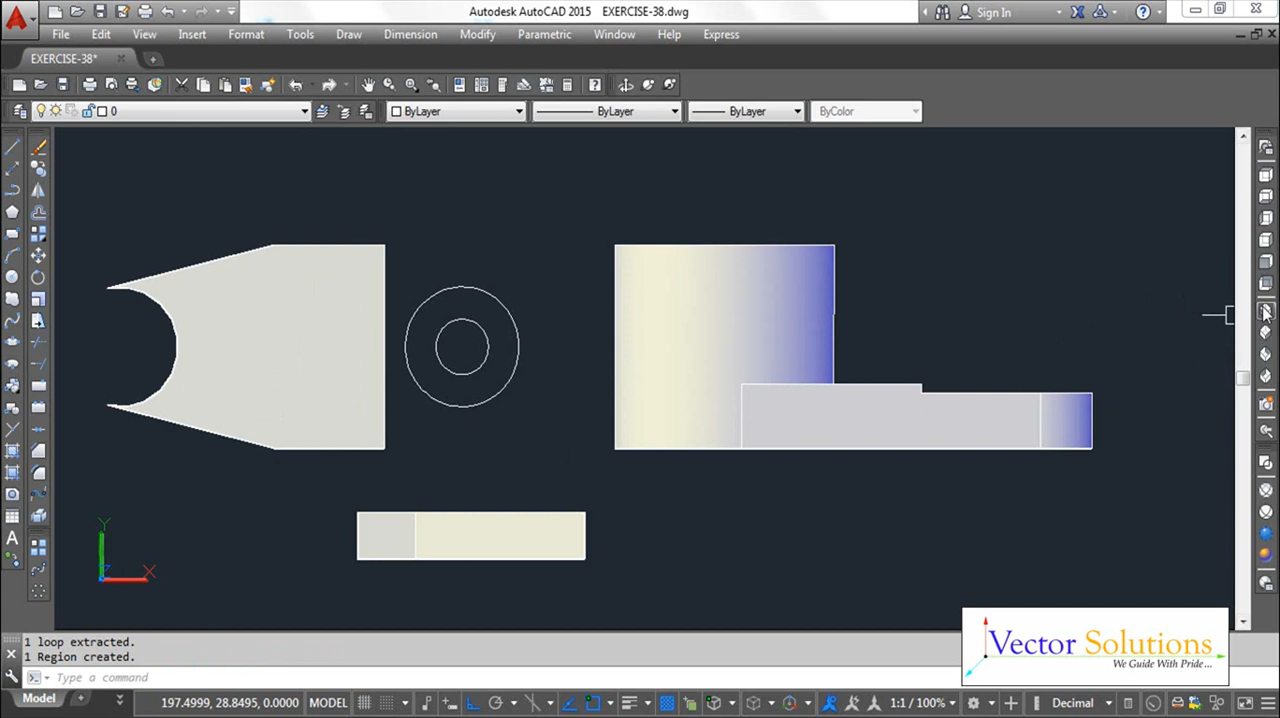 Autodesk AutoCAD 2015 EXERCISE-38.dwg
Sign In
File Edit View Insert Format Tools Draw Dimension Modify Parametric Window Help Express
EXERCISE-38*
0 ByLayer ByLayer ByLayer ByColor
Y
X
1 loop extracted.
1 Region created.
Type a command
Vector Solutions
We Guide With Pride...
Model
197.4999, 28.8495, 0.0000 MODEL 1:1 / 100% Decimal